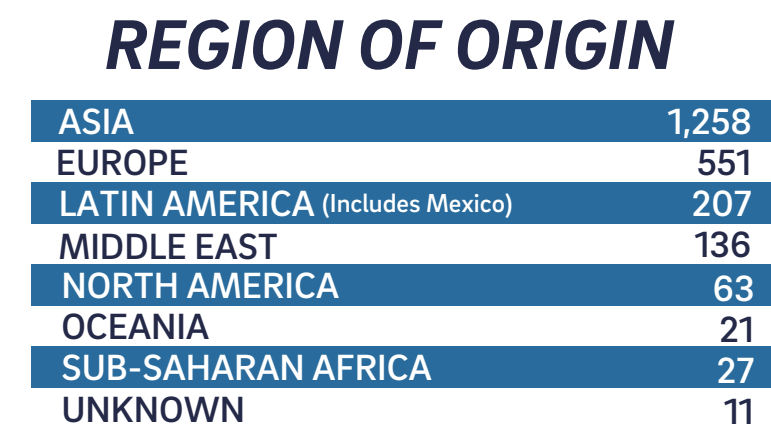 REGION OF ORIGIN
ASIA 1,258
EUROPE 551
LATIN AMERICA (Includes Mexico) 207
MIDDLE EAST 136
NORTH AMERICA 63
OCEANIA 21
SUB-SAHARAN AFRICA 27
UNKNOWN 11